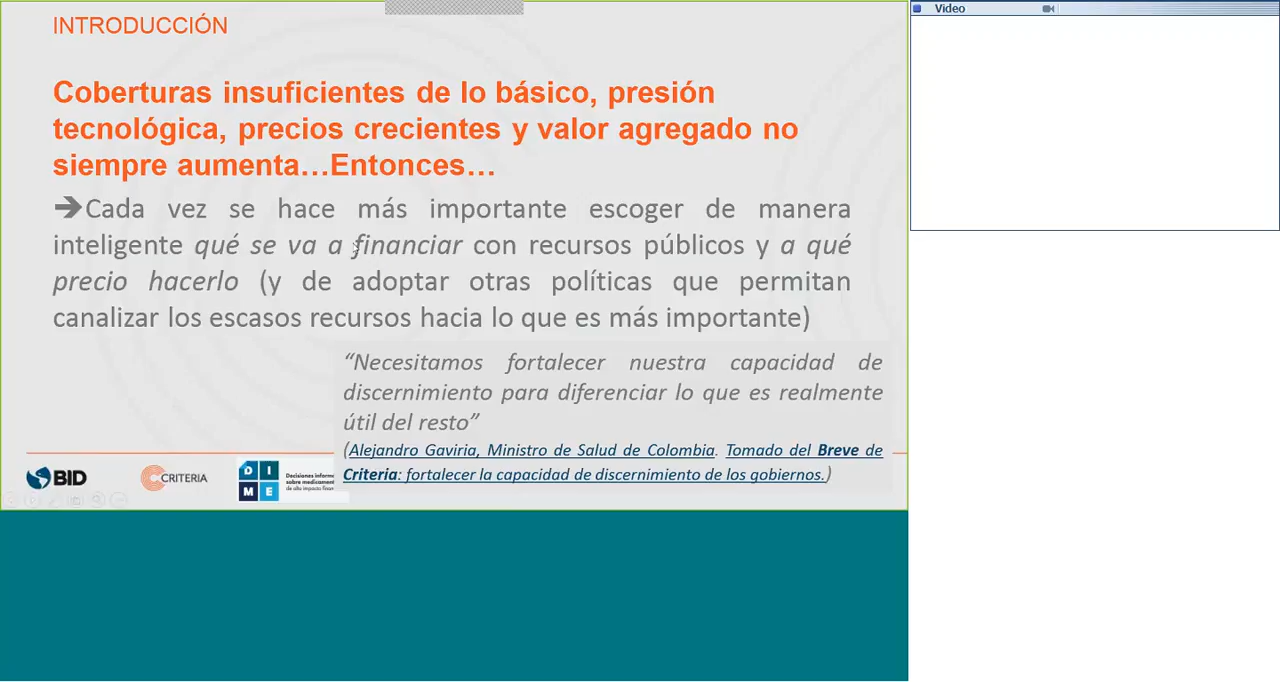 INTRODUCCIÓN
Video
Coberturas insuficientes de lo básico, presión
tecnológica, precios crecientes y valor agregado no
siempre aumenta…Entonces…
➔Cada vez se hace más importante escoger de manera
inteligente qué se va a financiar con recursos públicos y a qué
precio hacerlo (y de adoptar otras políticas que permitan
canalizar los escasos recursos hacia lo que es más importante)
“Necesitamos fortalecer nuestra capacidad de
discernimiento para diferenciar lo que es realmente
útil del resto”
(Alejandro Gaviria, Ministro de Salud de Colombia. Tomado del Breve de
Criteria: fortalecer la capacidad de discernimiento de los gobiernos.)
BID
CRITERIA
D I
M E
Decisiones
sobre
de alto impacto